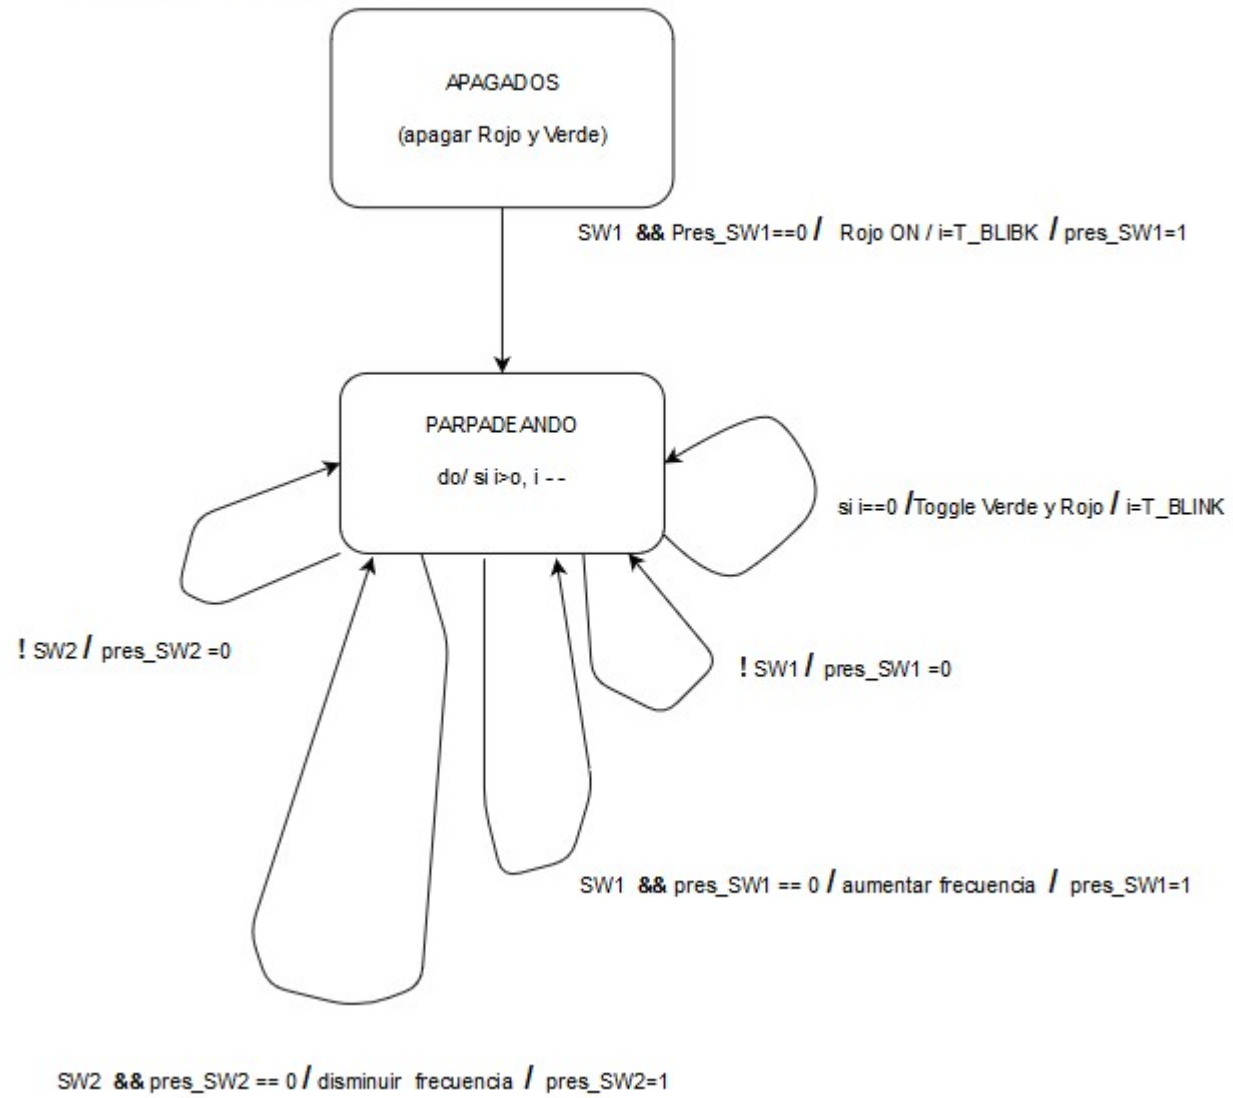 APAGADOS
(apagar Rojo y Verde)
SW1 && Pres_SW1==0 / Rojo ON / i=T_BLIBK / pres_SW1=1
PARPADEANDO
do/ si i>o, i --
si i==0 /Toggle Verde y Rojo / i=T_BLINK
! SW2 / pres_SW2 =0
! SW1 / pres_SW1 =0
SW1 && pres_SW1 == 0 / aumentar frecuencia / pres_SW1=1
SW2 && pres_SW2 == 0 / disminuir frecuencia / pres_SW2=1